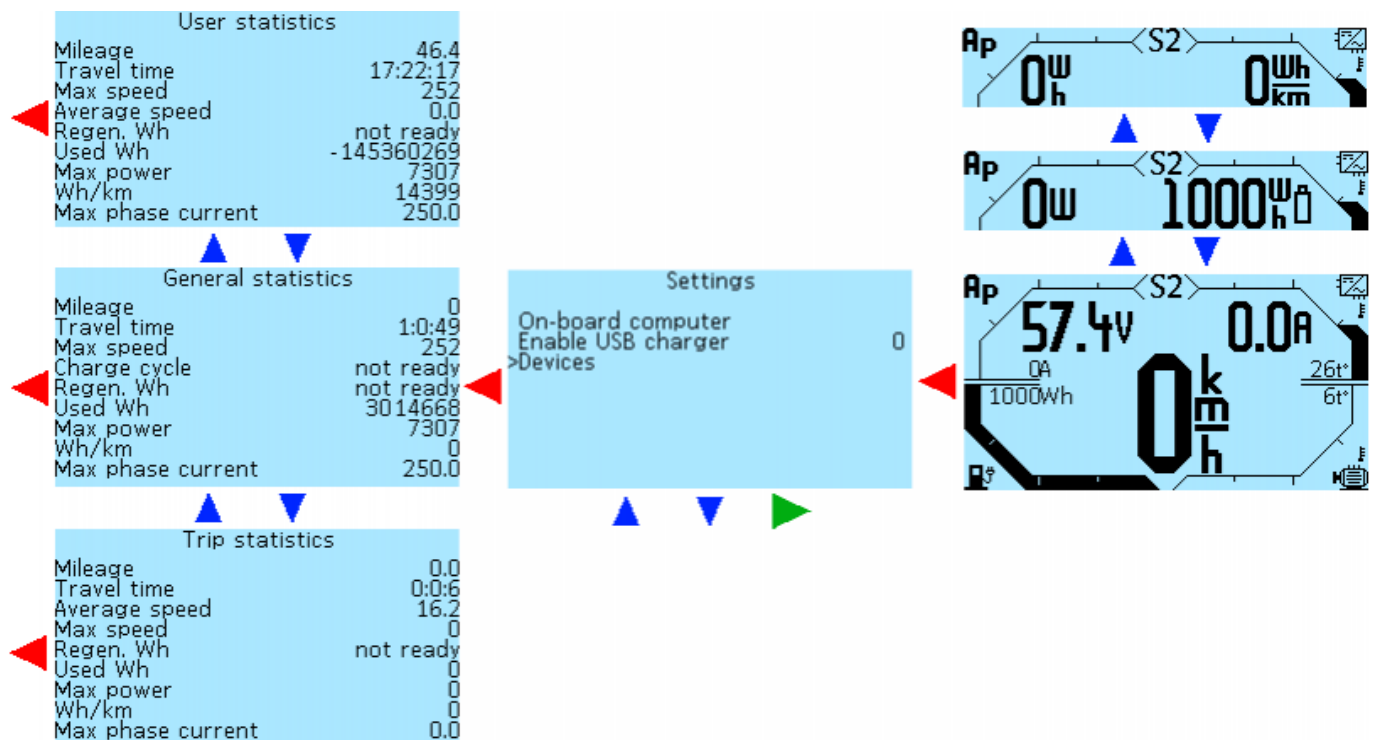 User statistics
Mileage 46.4
Travel time 17:22:17
Max speed 252
Average speed 0.0
Regen. Wh not ready
Used Wh -145360269
Max power 7307
Wh/km 14399
Max phase current 250.0
General statistics
Mileage 0
Travel time 1:0:49
Max speed 252
Charge cycle not ready
Regen. Wh not ready
Used Wh 3014668
Max power 7307
Wh/km 0
Max phase current 250.0
Trip statistics
Mileage 0.0
Travel time 0:0:6
Average speed 16.2
Max speed 0
Regen. Wh not ready
Used Wh 0
Max power 0
Wh/km 0
Max phase current 0.0
Settings
On-board computer
Enable USB charger 0
>Devices
Ap S2
0 W h 0 Wh km
Ap S2
0W 1000 W h
Ap S2
57.4V 0.0A
0A 26t°
1000Wh 6t°
0 km h